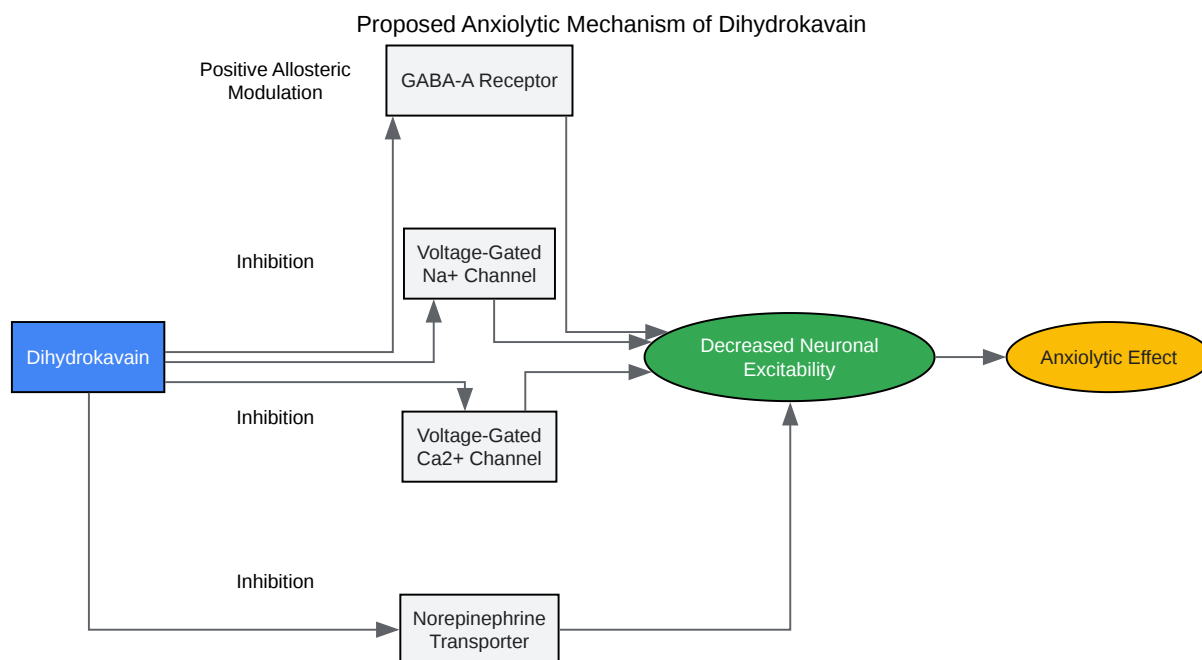 Proposed Anxiolytic Mechanism of Dihydrokavain
Positive Allosteric
Modulation
GABA-A Receptor
Inhibition
Voltage-Gated
Na+ Channel
Dihydrokavain
Decreased Neuronal
Excitability
Anxiolytic Effect
Inhibition
Voltage-Gated
Ca2+ Channel
Inhibition
Norepinephrine
Transporter